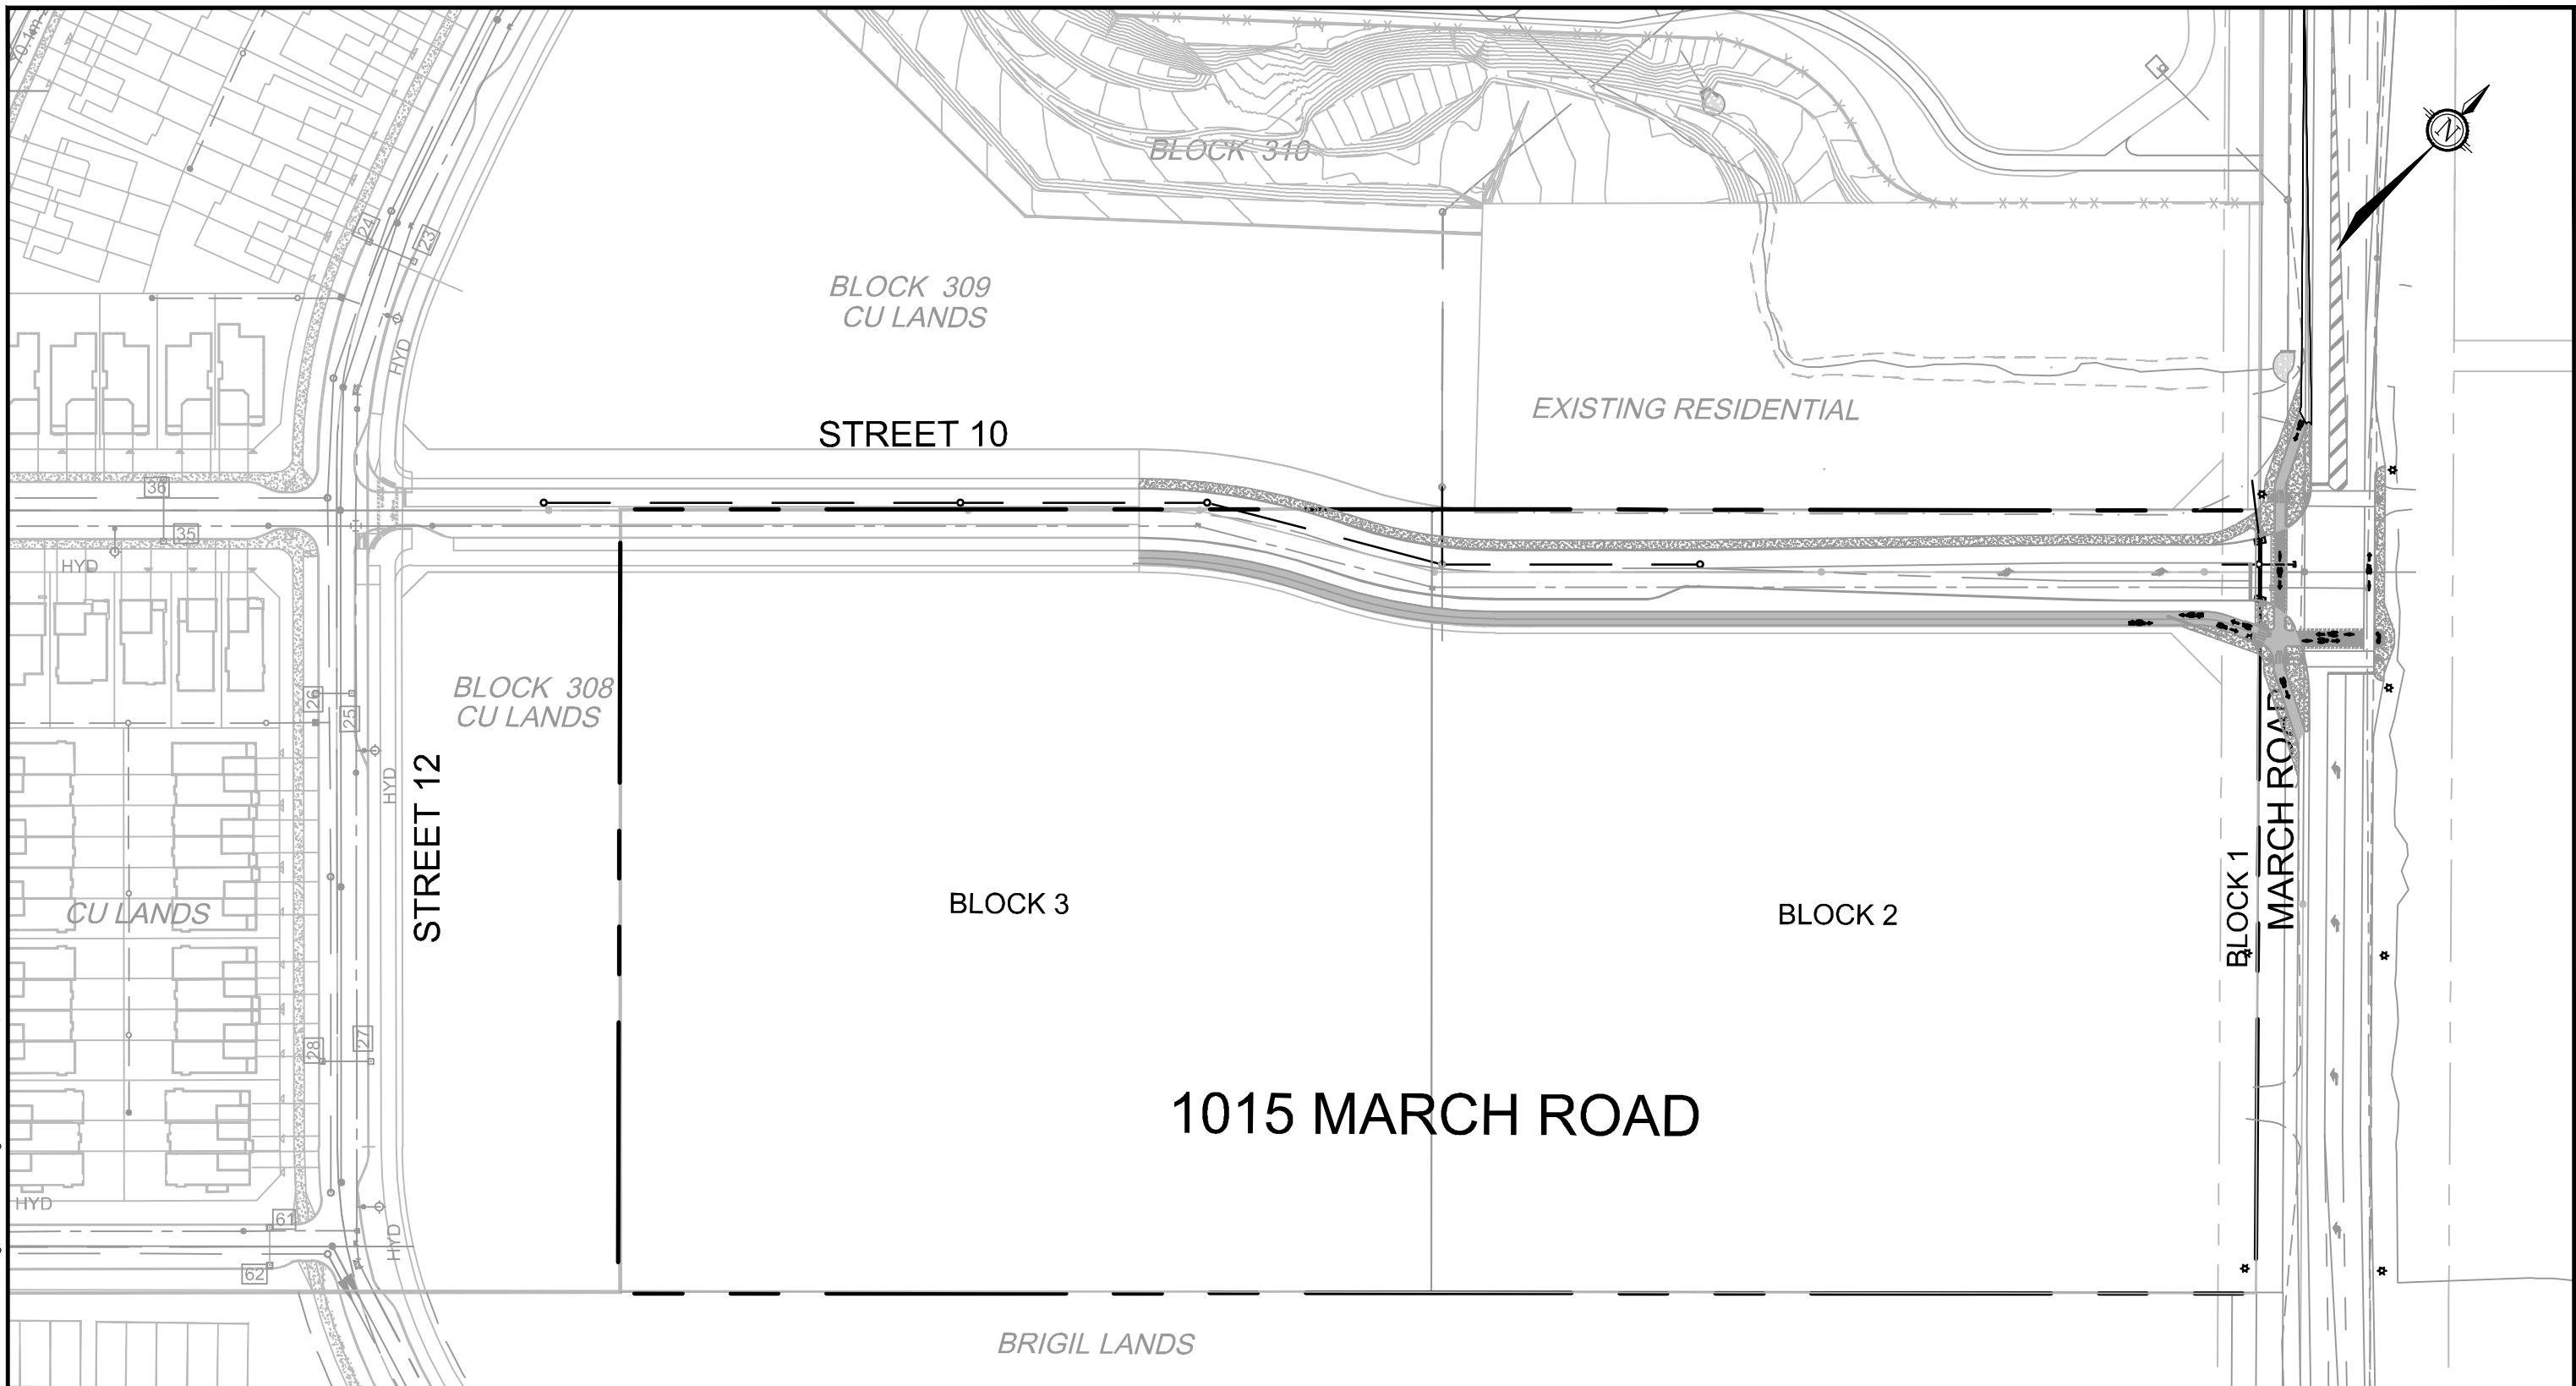 BLOCK 310
N
24
23
BLOCK 309
CU LANDS
HYD
EXISTING RESIDENTIAL
STREET 10
36
35
HYD
BLOCK 308
CU LANDS
26
25
STREET 12
HYD
MARCH ROAD
BLOCK 1
BLOCK 3
BLOCK 2
CU LANDS
28
27
1015 MARCH ROAD
HYD
61
HYD
62
BRIGIL LANDS